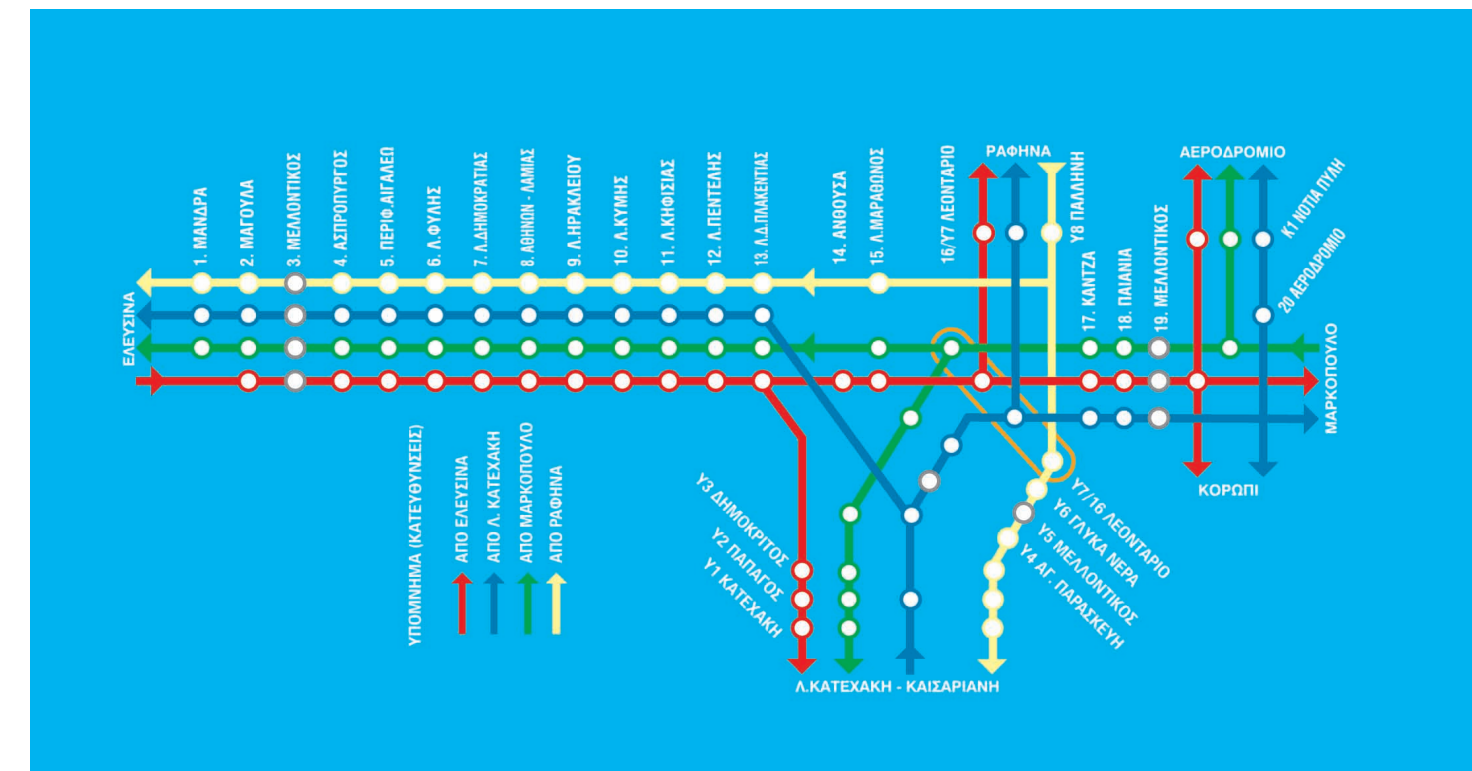 ΕΛΕΥΣΙΝΑ
1. ΜΑΝΔΡΑ
2. ΜΑΓΟΥΛΑ
3. ΜΕΛΛΟΝΤΙΚΟΣ
4. ΑΣΠΡΟΠΥΡΓΟΣ
5. ΠΕΡΙΦ.ΑΙΓΑΛΕΩ
6. Λ.ΦΥΛΗΣ
7. Λ.ΔΗΜΟΚΡΑΤΙΑΣ
8. ΑΘΗΝΩΝ - ΛΑΜΙΑΣ
9. Λ.ΗΡΑΚΛΕΙΟΥ
10. Λ.ΚΥΜΗΣ
11. Λ.ΚΗΦΙΣΙΑΣ
12. Λ.ΠΕΝΤΕΛΗΣ
13. Λ.Δ.ΠΛΑΚΕΝΤΙΑΣ
14. ΑΝΘΟΥΣΑ
15. Λ.ΜΑΡΑΘΩΝΟΣ
16/Υ7 ΛΕΟΝΤΑΡΙΟ
ΡΑΦΗΝΑ
Υ8 ΠΑΛΛΗΝΗ
17. ΚΑΝΤΖΑ
18. ΠΑΙΑΝΙΑ
19. ΜΕΛΛΟΝΤΙΚΟΣ
ΑΕΡΟΔΡΟΜΙΟ
Κ1 ΝΟΤΙΑ ΠΥΛΗ
20 ΑΕΡΟΔΡΟΜΙΟ
ΜΑΡΚΟΠΟΥΛΟ
ΚΟΡΩΠΙ
ΥΠΟΜΝΗΜΑ (ΚΑΤΕΥΘΥΝΣΕΙΣ)
ΑΠΟ ΕΛΕΥΣΙΝΑ
ΑΠΟ Λ. ΚΑΤΕΧΑΚΗ
ΑΠΟ ΜΑΡΚΟΠΟΥΛΟ
ΑΠΟ ΡΑΦΗΝΑ
Υ3 ΔΗΜΟΚΡΙΤΟΣ
Υ2 ΠΑΠΑΓΟΣ
Υ1 ΚΑΤΕΧΑΚΗ
Υ7/16 ΛΕΟΝΤΑΡΙΟ
Υ6 ΓΛΥΚΑ ΝΕΡΑ
Υ5 ΜΕΛΛΟΝΤΙΚΟΣ
Υ4 ΑΓ. ΠΑΡΑΣΚΕΥΗ
Λ.ΚΑΤΕΧΑΚΗ - ΚΑΙΣΑΡΙΑΝΗ